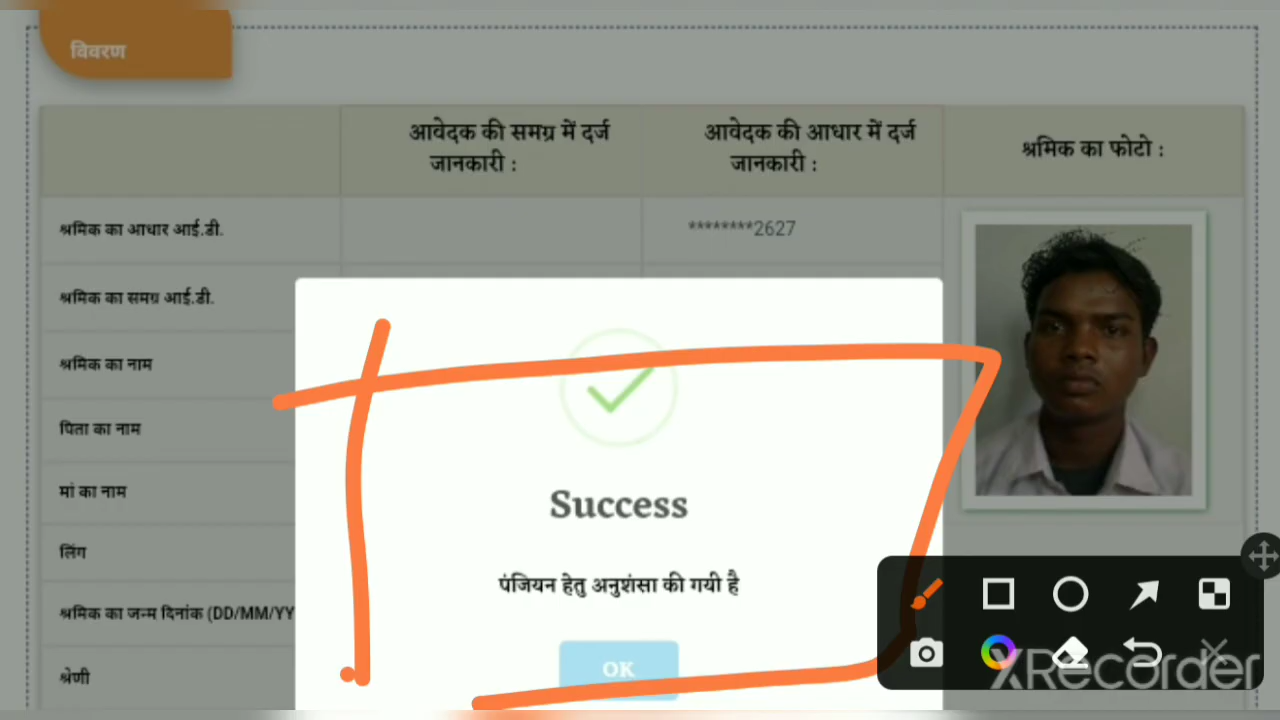 विवरण
आवेदक की समग्र में दर्ज
जानकारी :
आवेदक की आधार में दर्ज
जानकारी :
श्रमिक का फोटो :
श्रमिक का आधार आई.डी.
********2627
श्रमिक का समग्र आई.डी.
श्रमिक का नाम
पिता का नाम
मां का नाम
लिंग
श्रमिक का जन्म दिनांक (DD/MM/YY
श्रेणी
Success
पंजियन हेतु अनुशंसा की गयी है
OK
XRecorder